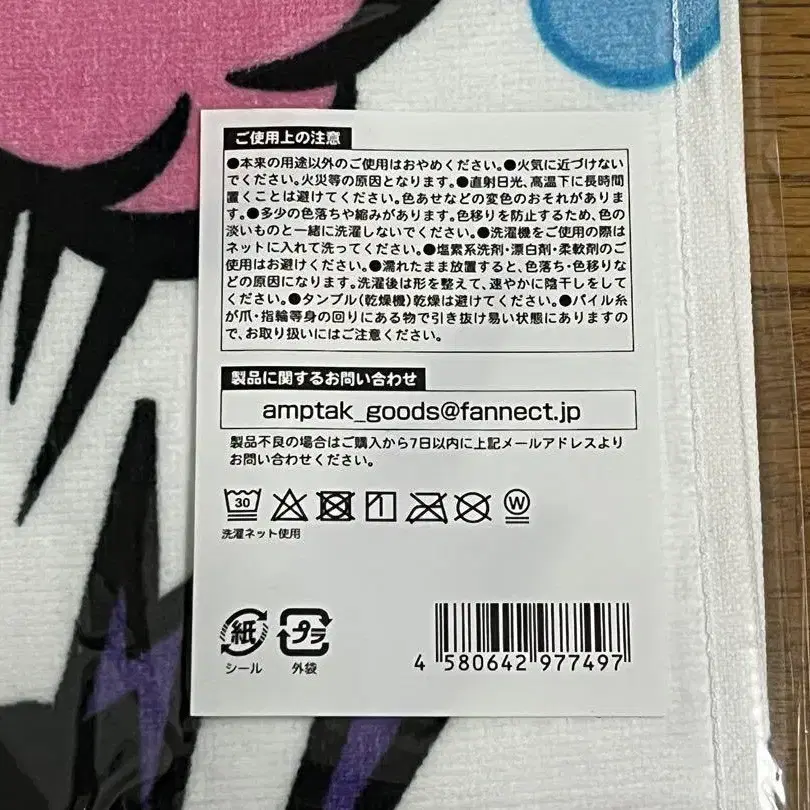 ご使用上の注意
●本来の用途以外のご使用はおやめください。●火気に近づけない
でください。火災等の原因となります。●直射日光、高温下に長時間
置くことは避けてください。色あせなどの変色のおそれがありま
す。●多少の色落ちや縮みがあります。色移りを防止するため、色の
淡いものと一緒に洗濯しないでください。●洗濯機をご使用の際は
ネットに入れて洗ってください。●塩素系洗剤・漂白剤・柔軟剤のご
使用はお避けください。●濡れたまま放置すると、色落ち・色移りな
どの原因になります。洗濯後は形を整えて、速やかに陰干しをして
ください。●タンブル(乾燥機)乾燥は避けてください。●パイル糸
が爪・指輪等身の回りにある物で引き抜け易い状態にありますの
で、お取り扱いにはご注意ください。
製品に関するお問い合わせ
amptak_goods@fannect.jp
製品不良の場合はご購入から7日以内に上記メールアドレスより
お問い合わせください。
30 W
洗濯ネット使用
紙 プラ
シール 外袋
4 580642 977497